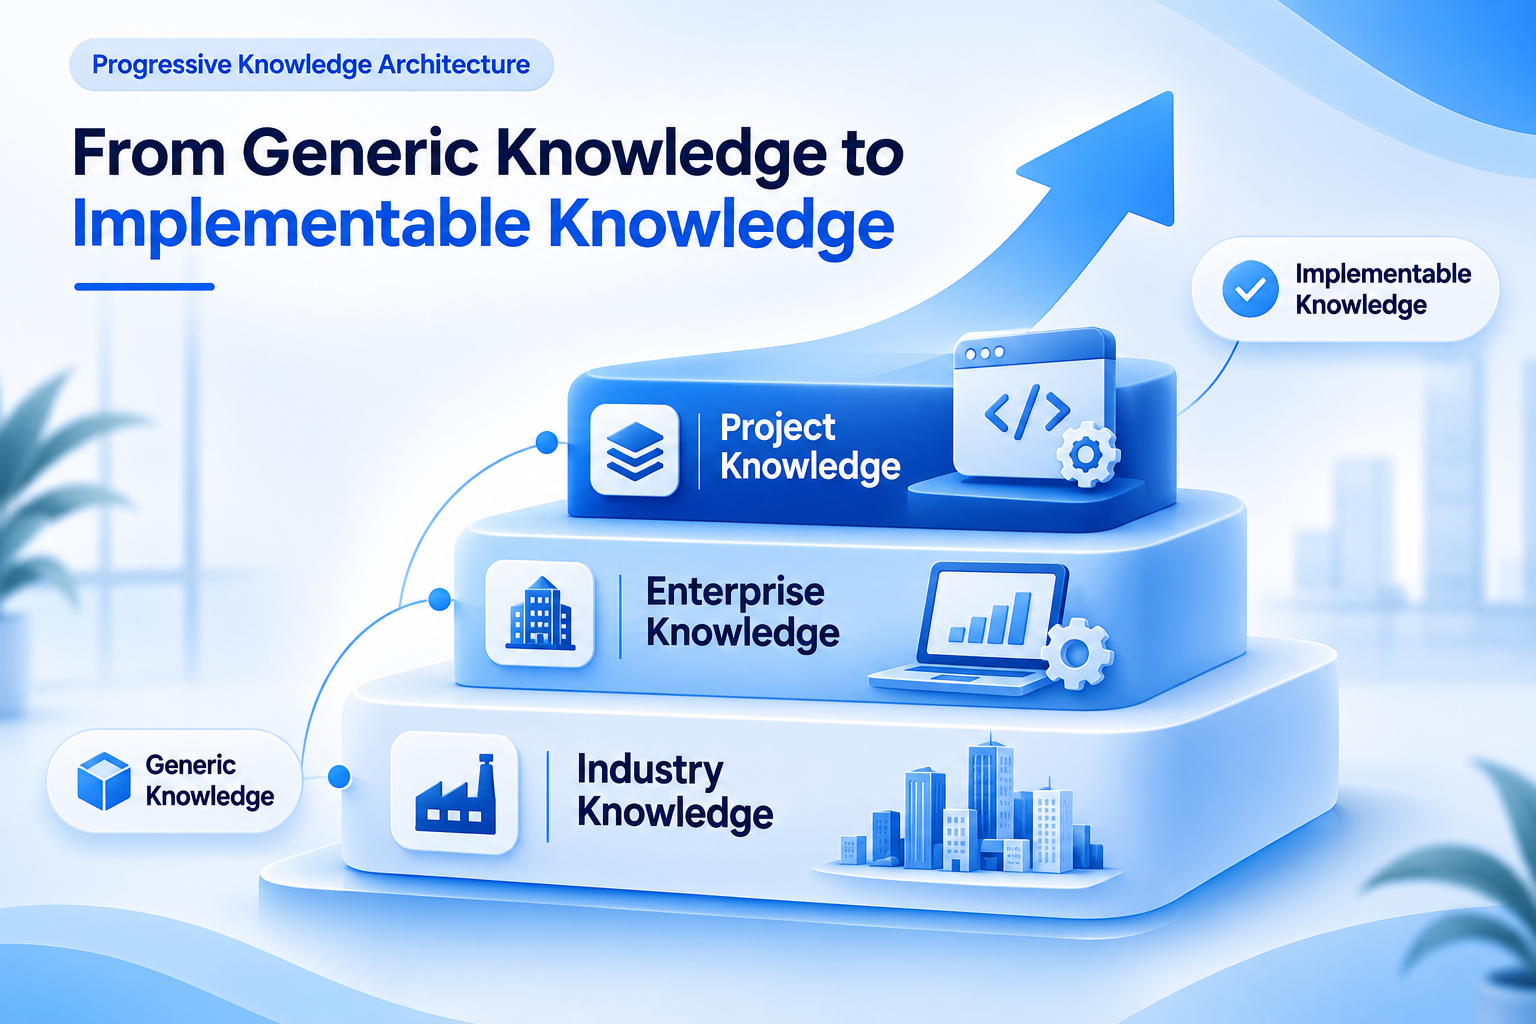 Progressive Knowledge Architecture
From Generic Knowledge to
Implementable Knowledge
Implementable
Knowledge
</>
Project
Knowledge
Enterprise
Knowledge
Generic
Knowledge
Industry
Knowledge